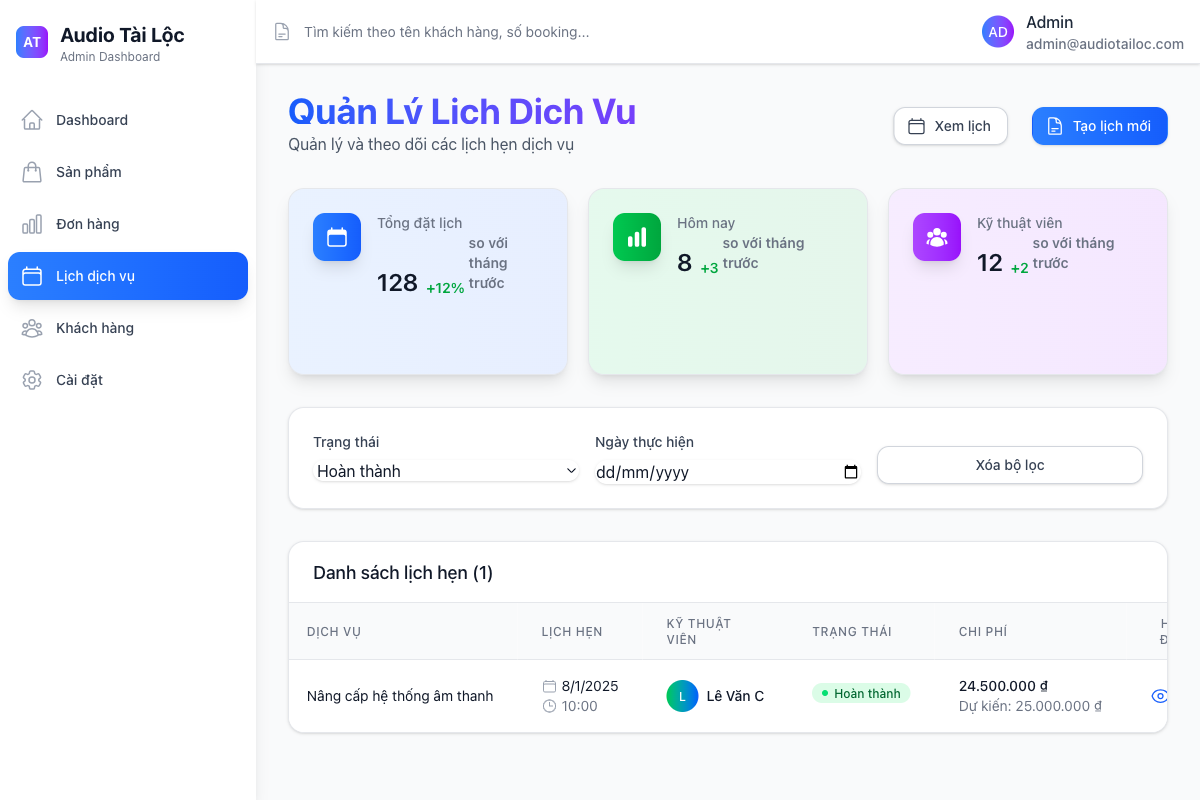 AT
Audio Tài Lộc
Admin Dashboard
Dashboard
Sản phẩm
Đơn hàng
Lịch dịch vụ
Khách hàng
Cài đặt
Tìm kiếm theo tên khách hàng, số booking...
AD
Admin
admin@audiotailoc.com
Quản Lý Lich Dich Vu
Quản lý và theo dõi các lịch hẹn dịch vụ
Xem lịch
Tạo lịch mới
Tổng đặt lịch
128 +12% so với
tháng
trước
Hôm nay
8 +3 so với tháng
trước
Kỹ thuật viên
12 +2 so với tháng
trước
Trạng thái
Hoàn thành
Ngày thực hiện
dd/mm/yyyy
Xóa bộ lọc
Danh sách lịch hẹn (1)
DỊCH VỤ
LỊCH HẸN
KỸ THUẬT
VIÊN
TRẠNG THÁI
CHI PHÍ
Nâng cấp hệ thống âm thanh
8/1/2025
10:00
L
Lê Văn C
Hoàn thành
24.500.000 ₫
Dự kiến: 25.000.000 ₫